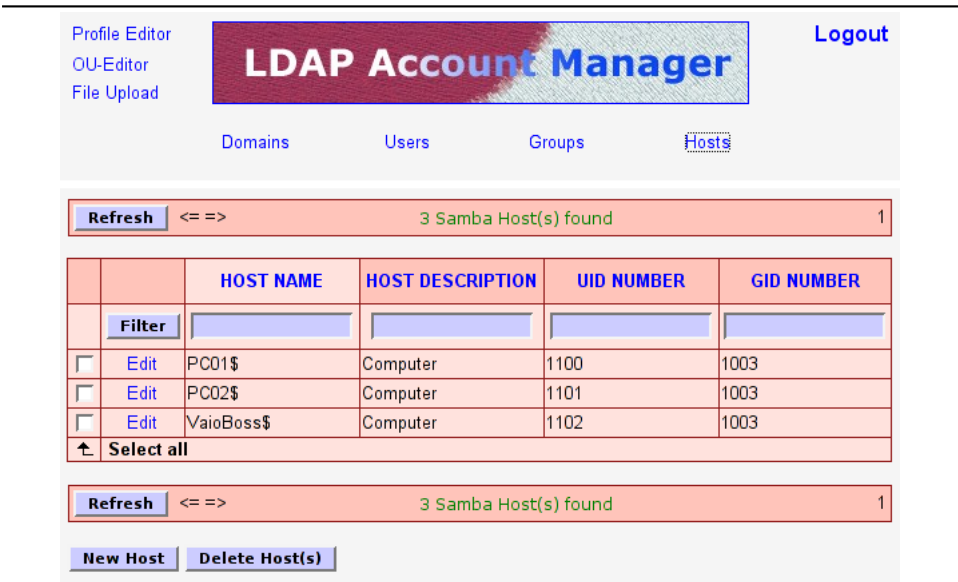 Profile Editor
OU-Editor
File Upload
LDAP Account Manager
Logout
Domains Users Groups Hosts
Refresh <= => 3 Samba Host(s) found 1
HOST NAME HOST DESCRIPTION UID NUMBER GID NUMBER
Filter
Edit PC01$ Computer 1100 1003
Edit PC02$ Computer 1101 1003
Edit VaioBoss$ Computer 1102 1003
Select all
Refresh <= => 3 Samba Host(s) found 1
New Host Delete Host(s)